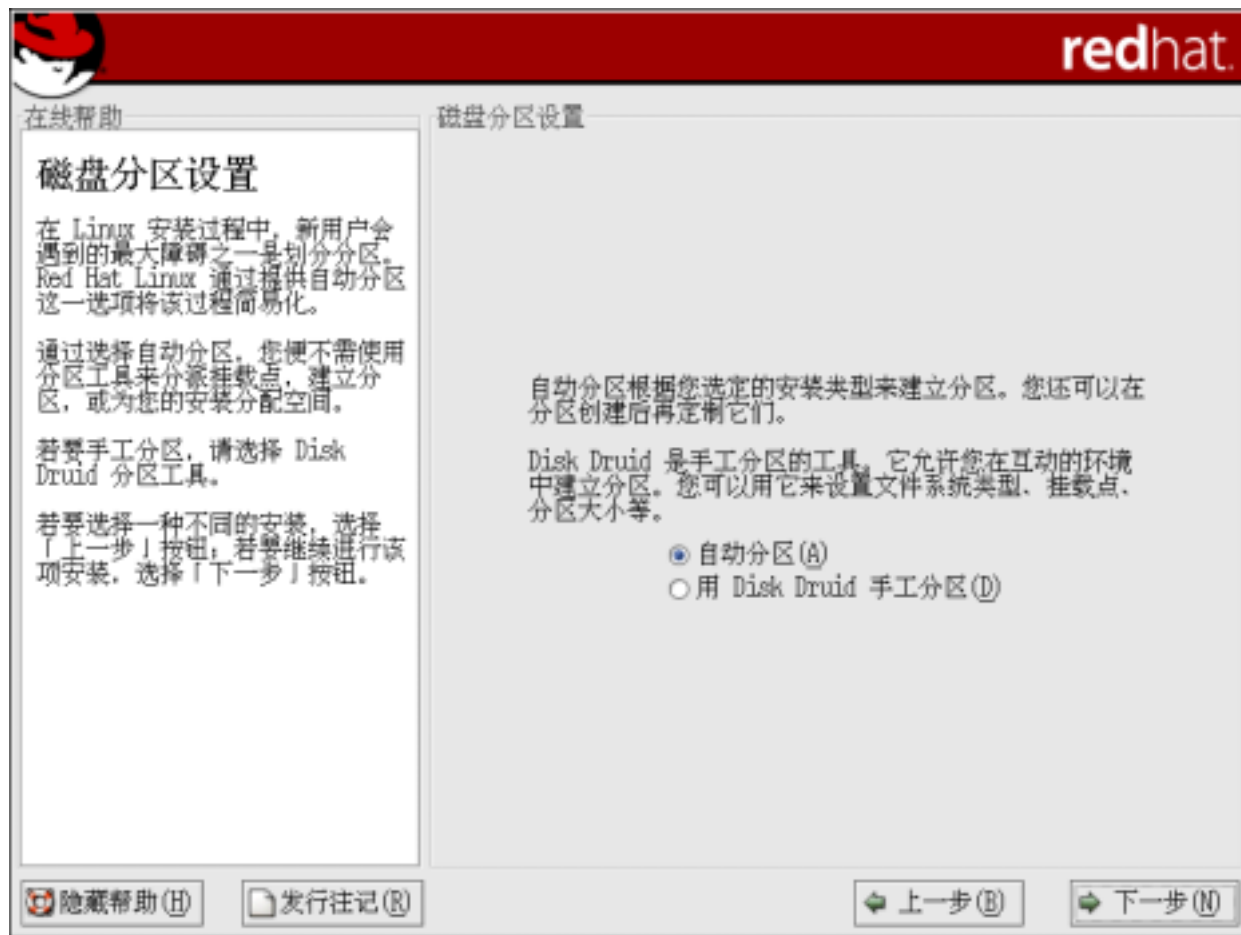 redhat.
在线帮助
磁盘分区设置
在 Linux 安装过程中，新用户会
遇到的最大障碍之一是划分分区。
Red Hat Linux 通过提供自动分区
这一选项将该过程简易化。
通过选择自动分区，您便不需使用
分区工具来分派挂载点，建立分
区，或为您的安装分配空间。
若要手工分区，请选择 Disk
Druid 分区工具。
若要选择一种不同的安装，选择
「上一步」按钮；若要继续进行该
项安装，选择「下一步」按钮。
磁盘分区设置
自动分区根据您选定的安装类型来建立分区。您还可以在
分区创建后再定制它们。
Disk Druid 是手工分区的工具。它允许您在互动的环境
中建立分区。您可以用它来设置文件系统类型、挂载点、
分区大小等。
自动分区(A)
用 Disk Druid 手工分区(D)
隐藏帮助(H)
发行注记(R)
上一步(B)
下一步(N)